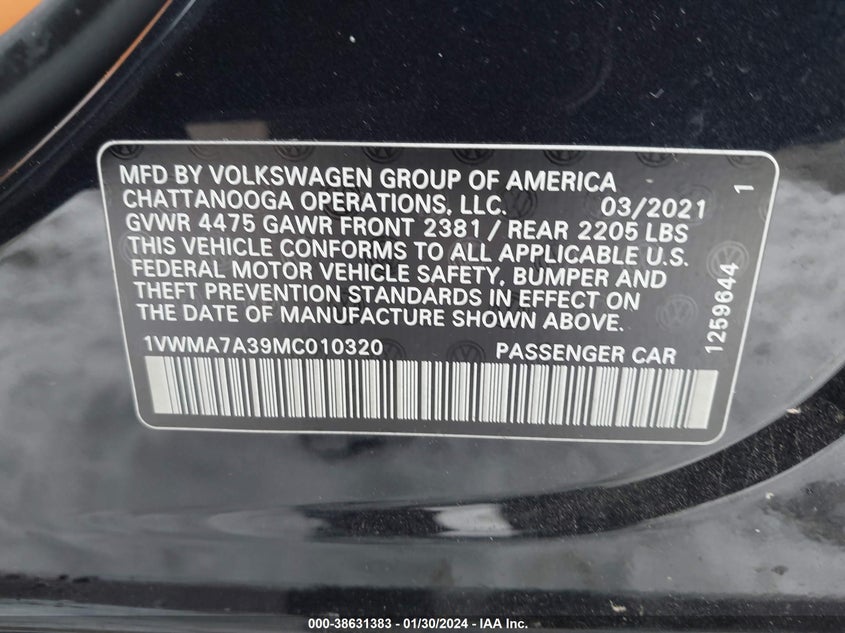 MFD BY VOLKSWAGEN GROUP OF AMERICA
CHATTANOOGA OPERATIONS, LLC. 03/2021
GVWR 4475 GAWR FRONT 2381 / REAR 2205 LBS
THIS VEHICLE CONFORMS TO ALL APPLICABLE U.S.
FEDERAL MOTOR VEHICLE SAFETY, BUMPER AND
THEFT PREVENTION STANDARDS IN EFFECT ON
THE DATE OF MANUFACTURE SHOWN ABOVE.
1VWMA7A39MC010320 PASSENGER CAR
1259644 1
000-38631383 - 01/30/2024 - IAA Inc.